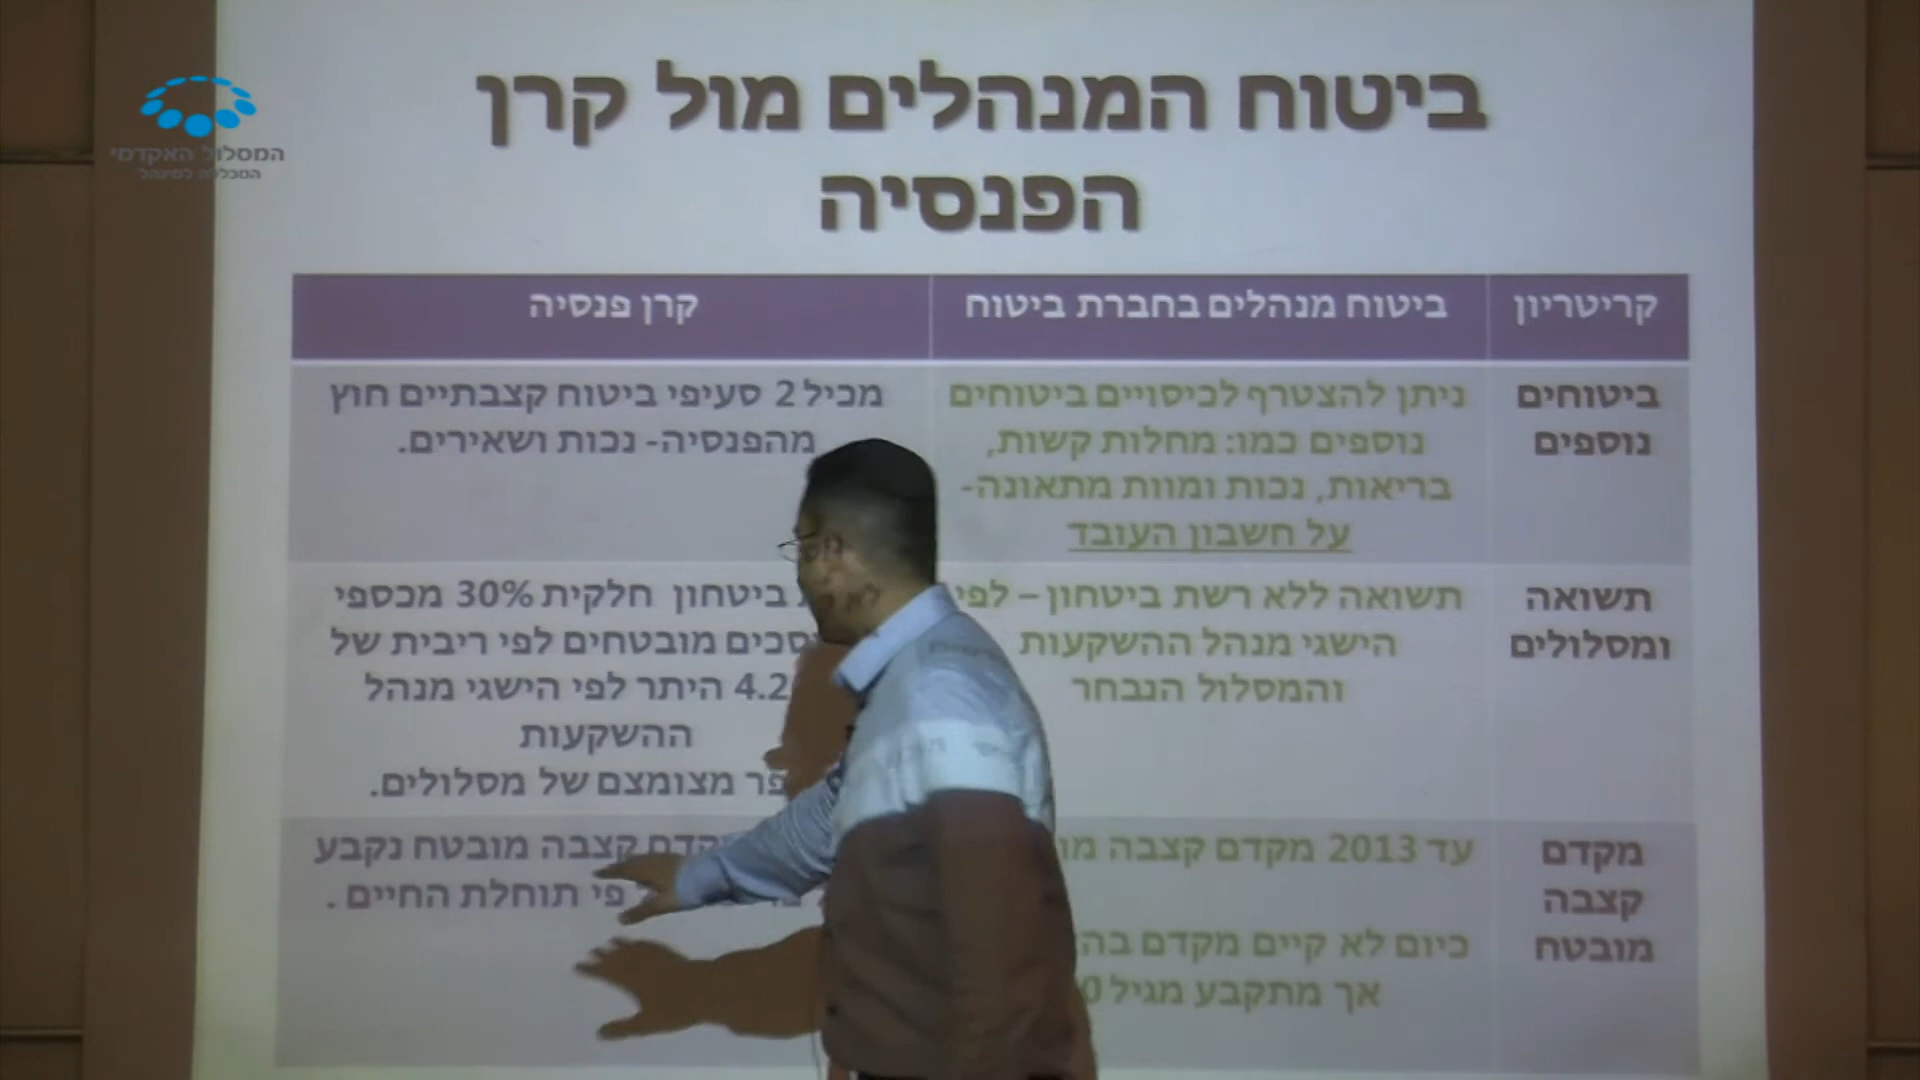 המסלול האקדמי
המכללה למינהל
ביטוח המנהלים מול קרן
הפנסיה
קריטריון
ביטוח מנהלים בחברת ביטוח
קרן פנסיה
ביטוחים
נוספים
ניתן להצטרף לכיסויים ביטוחים
נוספים כמו: מחלות קשות,
בריאות, נכות ומוות מתאונה-
על חשבון העובד
מכיל 2 סעיפי ביטוח קצבתיים חוץ
מהפנסיה- נכות ושאירים.
תשואה
ומסלולים
תשואה ללא רשת ביטחון – לפי
הישגי מנהל ההשקעות
והמסלול הנבחר
ביטחון חלקית 30% מכספי
מובטחים לפי ריבית של
היתר לפי הישגי מנהל
ההשקעות
מצומצם של מסלולים.
מקדם
קצבה
מובטח
עד 2013 מקדם קצבה
כיום לא קיים מקדם
אך מתקבע מגיל
קצבה מובטח נקבע
פי תוחלת החיים .